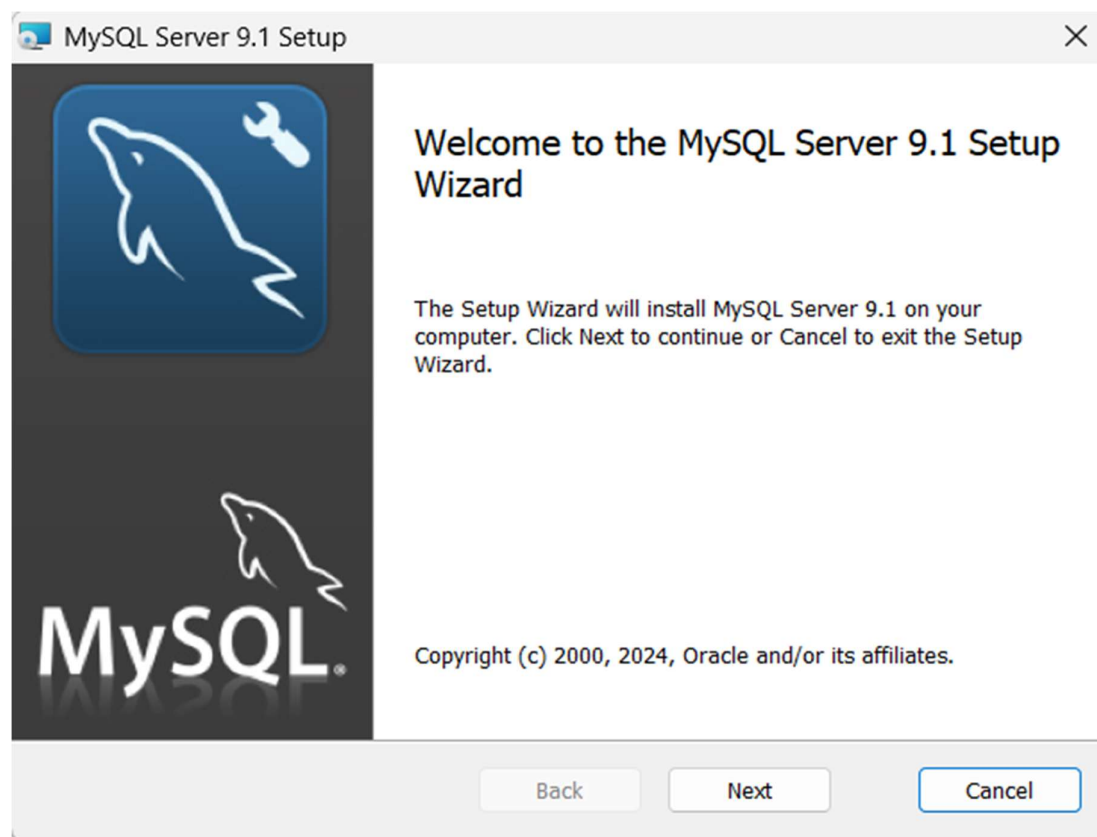 MySQL Server 9.1 Setup
Welcome to the MySQL Server 9.1 Setup
Wizard
The Setup Wizard will install MySQL Server 9.1 on your
computer. Click Next to continue or Cancel to exit the Setup
Wizard.
MySQL®
Copyright (c) 2000, 2024, Oracle and/or its affiliates.
Back Next Cancel